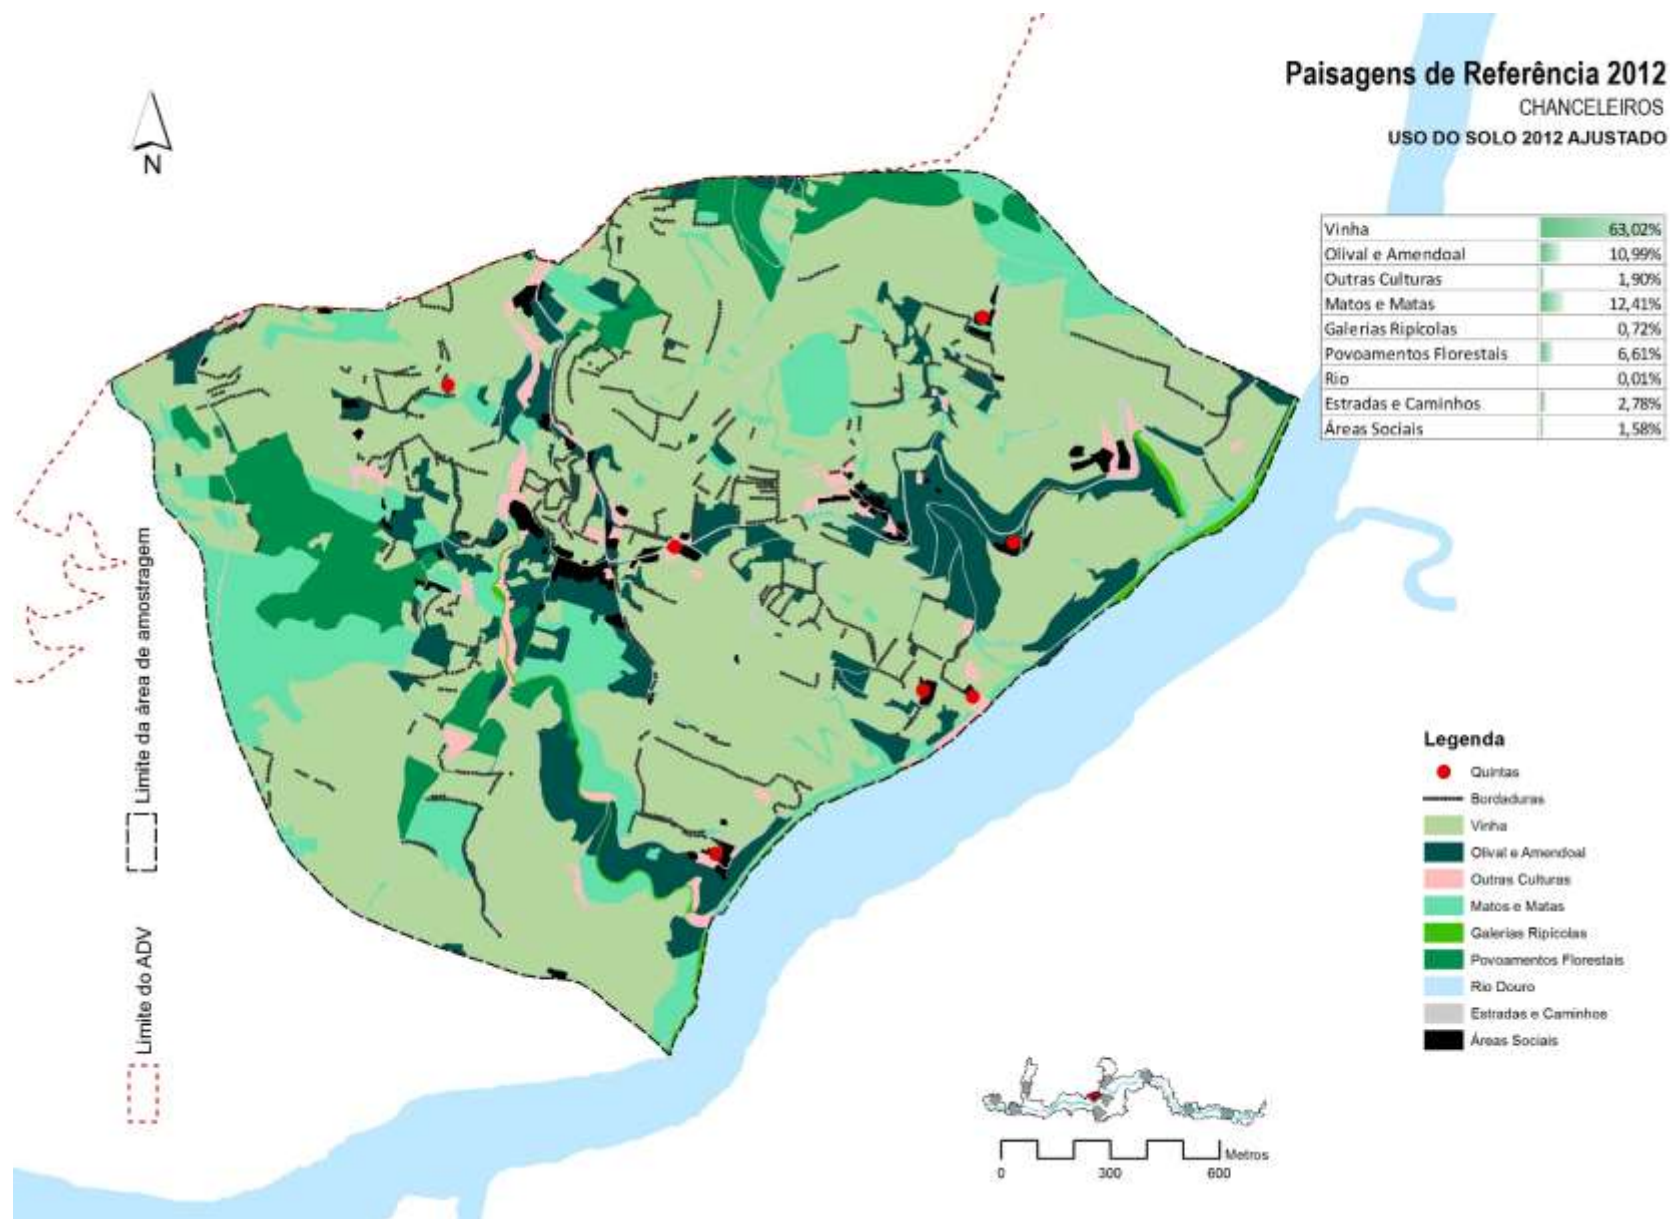 Paisagens de Referência 2012
CHANCELEIROS
USO DO SOLO 2012 AJUSTADO
N
Vinha 63,02%
Olival e Amendoal 10,99%
Outras Culturas 1,90%
Matos e Matas 12,41%
Galerias Ripícolas 0,72%
Povoamentos Florestais 6,61%
Rio 0,01%
Estradas e Caminhos 2,78%
Áreas Sociais 1,58%
Limite da área de amostragem
Limite do ADV
Legenda
Quintas
Bordaduras
Vinha
Olival e Amendoal
Outras Culturas
Matos e Matas
Galerias Ripícolas
Povoamentos Florestais
Rio Douro
Estradas e Caminhos
Áreas Sociais
Metros
0 300 600